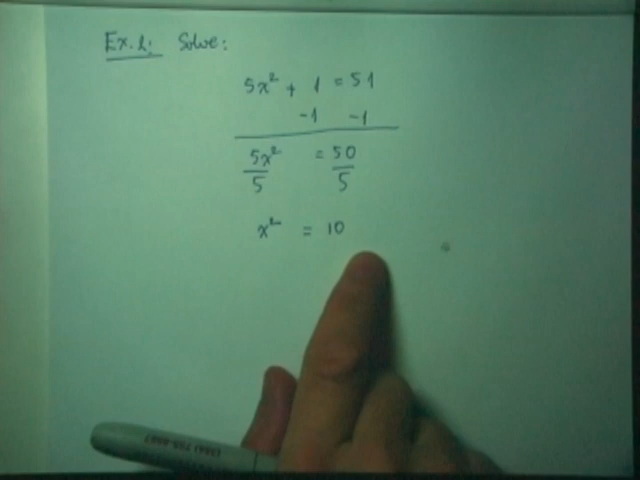 Ex. 2: Solve:
5x² + 1 = 51
-1 -1
5x² = 50
5 5
x² = 10